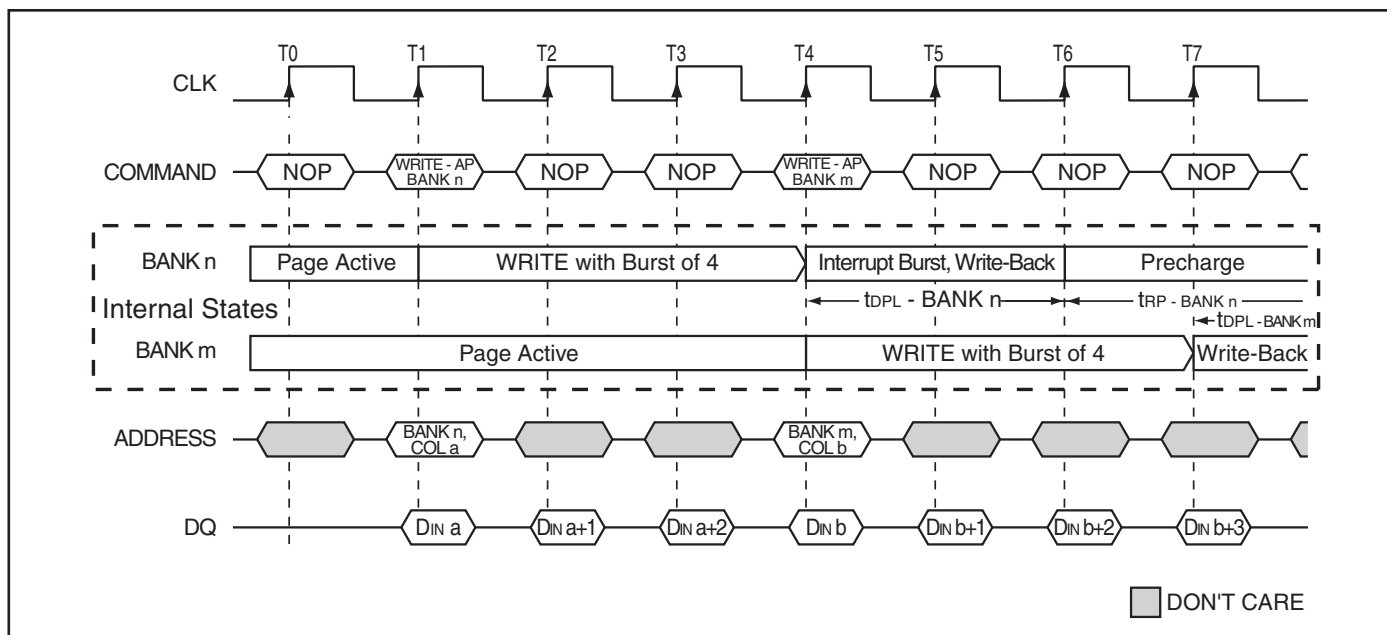 T0 T1 T2 T3 T4 T5 T6 T7
CLK
COMMAND NOP WRITE - AP BANK n NOP NOP WRITE - AP BANK m NOP NOP NOP
BANK n Page Active WRITE with Burst of 4 Interrupt Burst, Write-Back Precharge
tDPL - BANK n tRP - BANK n
Internal States
tDPL - BANK m
BANK m Page Active WRITE with Burst of 4 Write-Back
ADDRESS BANK n, COL a BANK m, COL b
DQ DIN a DIN a+1 DIN a+2 DIN b DIN b+1 DIN b+2 DIN b+3
DON'T CARE